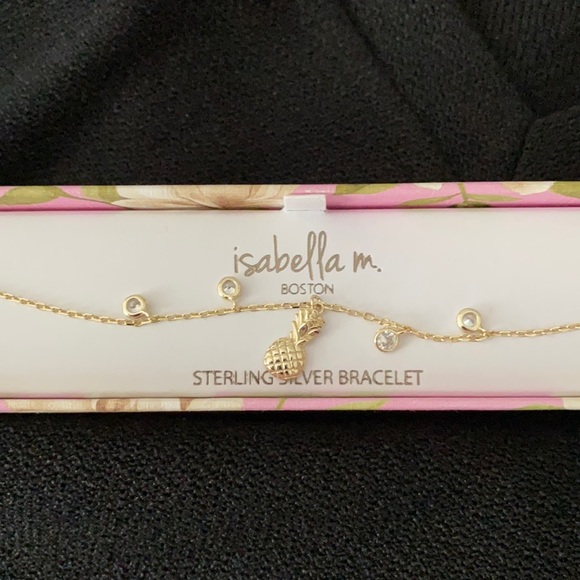 isabella m.
BOSTON
STERLING SILVER BRACELET